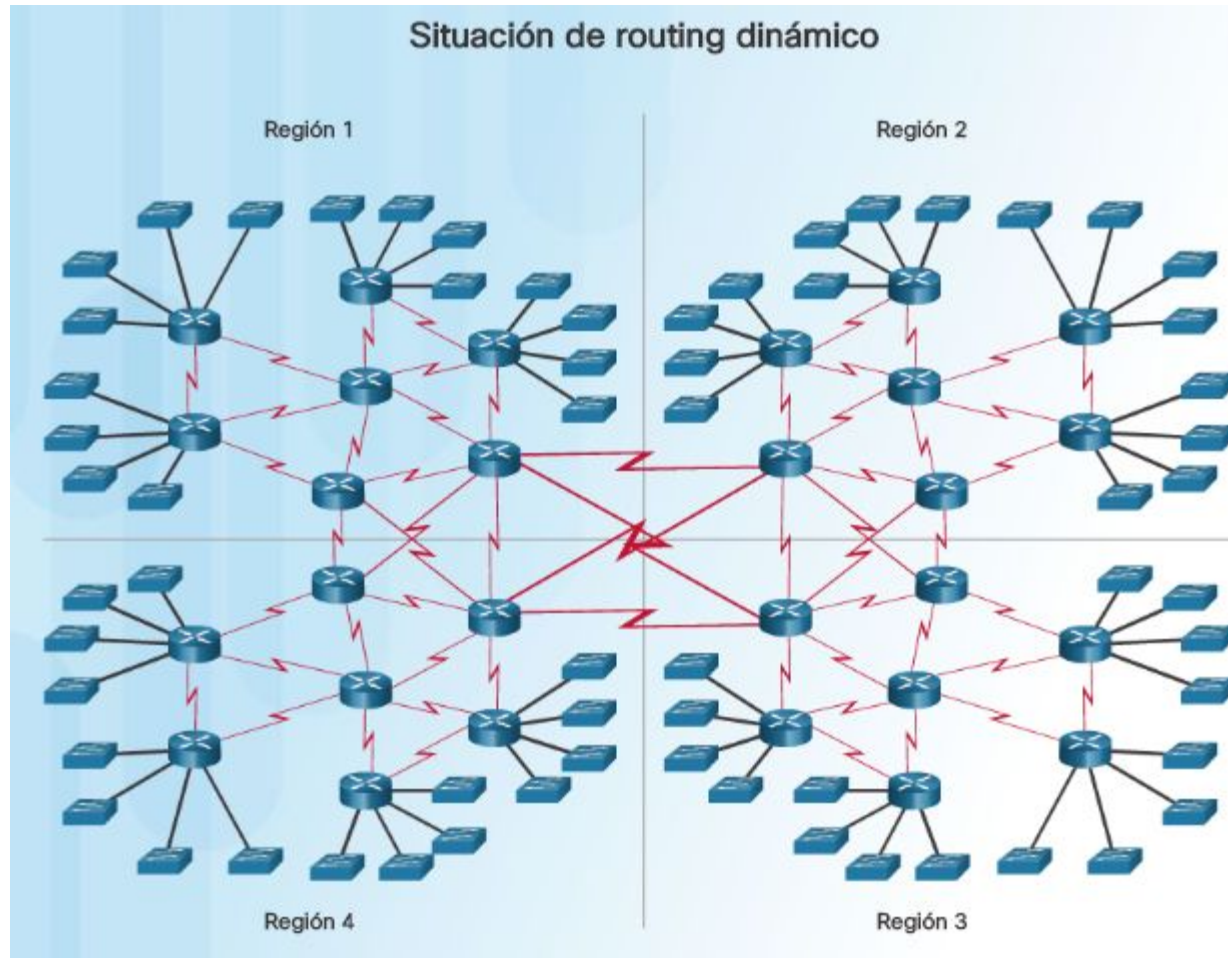 Situación de routing dinámico
Región 1
Región 2
Región 4
Región 3